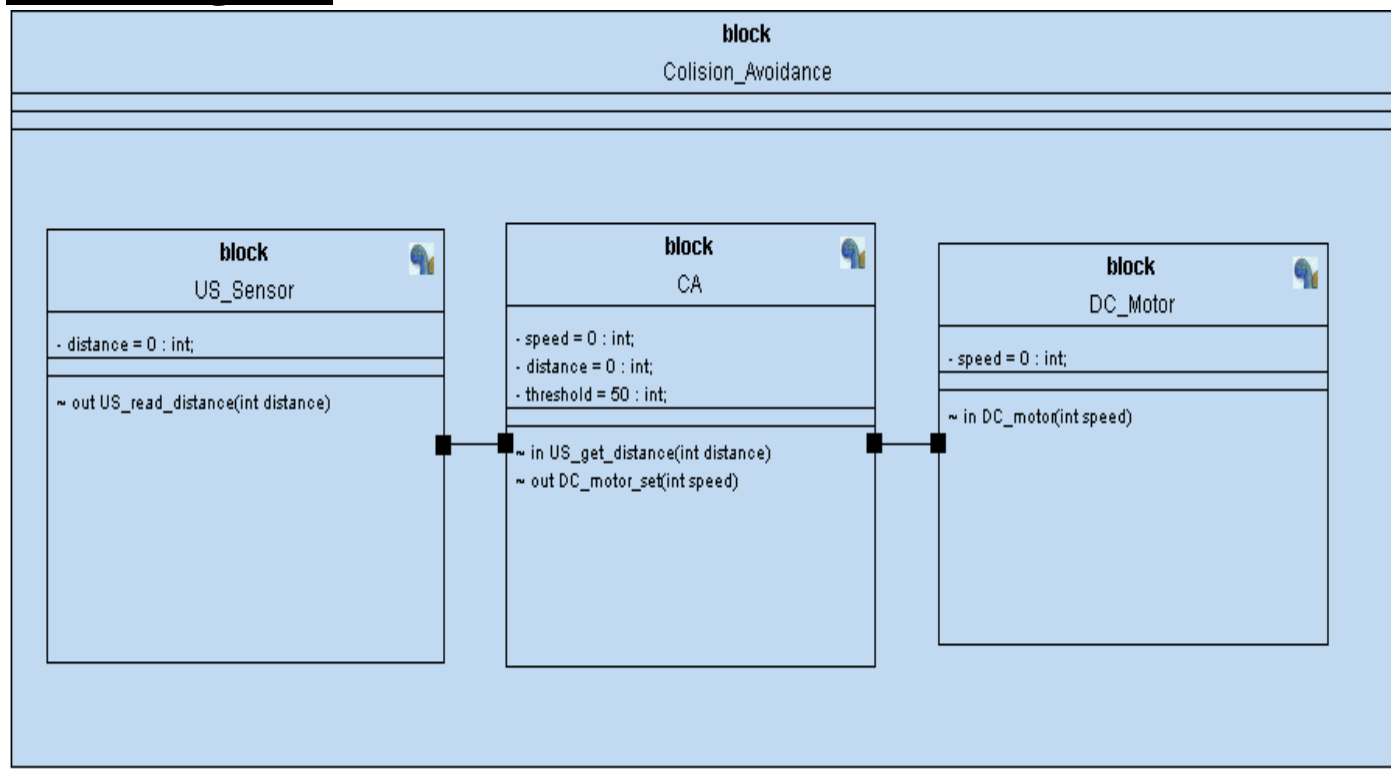 block
Colision_Avoidance
block
US_Sensor
- distance = 0 : int;
~ out US_read_distance(int distance)
block
CA
- speed = 0 : int;
- distance = 0 : int;
- threshold = 50 : int;
~ in US_get_distance(int distance)
~ out DC_motor_set(int speed)
block
DC_Motor
- speed = 0 : int;
~ in DC_motor(int speed)